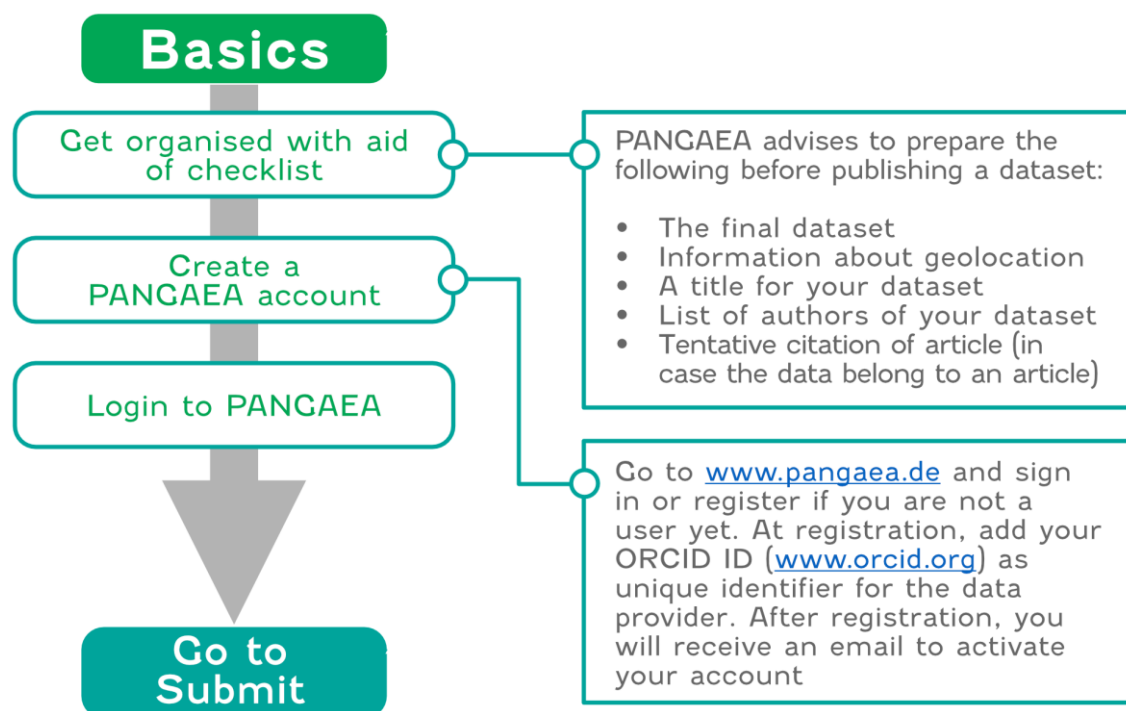 Basics
Get organised with aid
of checklist
PANGAEA advises to prepare the
following before publishing a dataset:
• The final dataset
• Information about geolocation
• A title for your dataset
• List of authors of your dataset
• Tentative citation of article (in
case the data belong to an article)
Create a
PANGAEA account
Go to www.pangaea.de and sign
in or register if you are not a
user yet. At registration, add your
ORCID ID (www.orcid.org) as
unique identifier for the data
provider. After registration, you
will receive an email to activate
your account
Login to PANGAEA
Go to
Submit